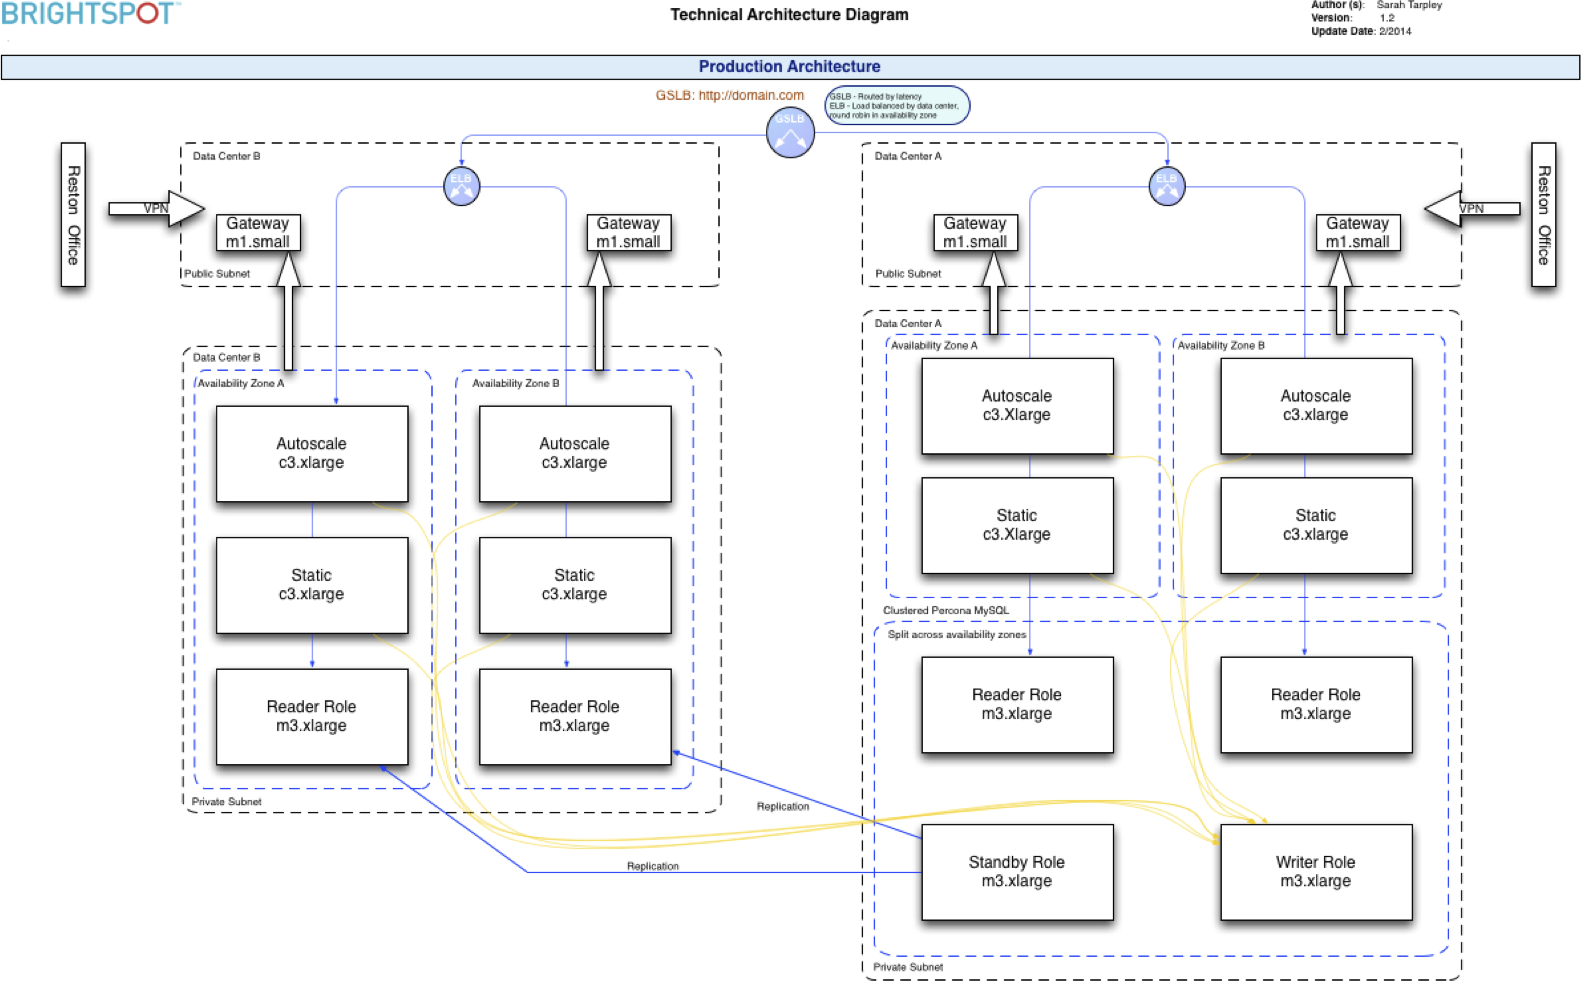 BRIGHTSPOT
Technical Architecture Diagram
Author (s): Sarah Tarpley
Version: 1.2
Update Date: 2/2014
Production Architecture
GSLB: http://domain.com
GSLB - Routed by latency
ELB - Load balanced by data center,
round robin in availability zone
GSLB
Reston Office
VPN
Data Center B
ELB
Gateway
m1.small
Gateway
m1.small
Public Subnet
Data Center A
ELB
Gateway
m1.small
Gateway
m1.small
Public Subnet
VPN
Reston Office
Data Center B
Availability Zone A
Autoscale
c3.xlarge
Static
c3.xlarge
Reader Role
m3.xlarge
Availability Zone B
Autoscale
c3.xlarge
Static
c3.xlarge
Reader Role
m3.xlarge
Private Subnet
Data Center A
Availability Zone A
Autoscale
c3.Xlarge
Static
c3.Xlarge
Availability Zone B
Autoscale
c3.xlarge
Static
c3.xlarge
Clustered Percona MySQL
Split across availability zones
Reader Role
m3.xlarge
Reader Role
m3.xlarge
Replication
Replication
Standby Role
m3.xlarge
Writer Role
m3.xlarge
Private Subnet